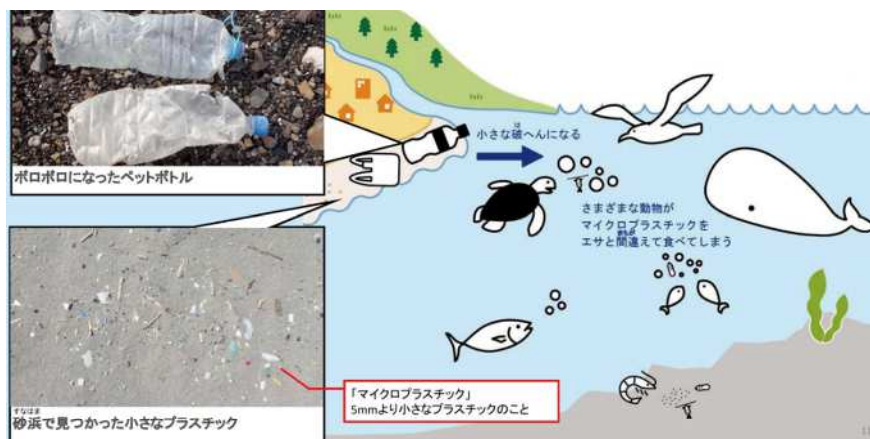 ボロボロになったペットボトル
小さな破へんになる
さまざまな動物が
マイクロプラスチックを
エサと間違えて食べてしまう
「マイクロプラスチック」
5mmより小さなプラスチックのこと
砂浜で見つかった小さなプラスチック